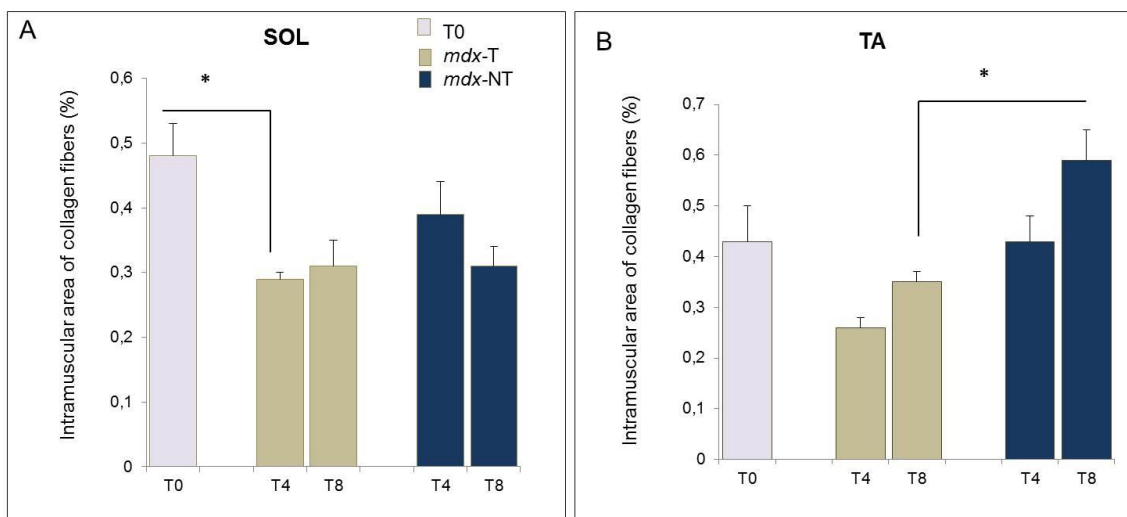 A
SOL
T0
mdx-T
mdx-NT
*
Intramuscular area of collagen fibers (%)
0,6
0,5
0,4
0,3
0,2
0,1
0
T0
T4
T8
T4
T8
B
TA
*
Intramuscular area of collagen fibers (%)
0,7
0,6
0,5
0,4
0,3
0,2
0,1
0
T0
T4
T8
T4
T8